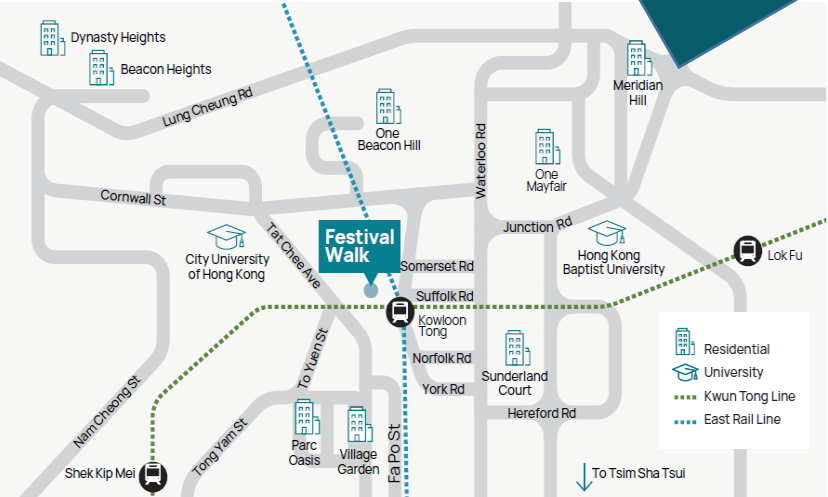 Dynasty Heights
Beacon Heights
Lung Cheung Rd
Meridian
Hill
One
Beacon Hill
Waterloo Rd
One
Mayfair
Cornwall St
Junction Rd
Tat Chee Ave
Festival
Walk
City University
of Hong Kong
Hong Kong
Baptist University
Lok Fu
Somerset Rd
Suffolk Rd
Kowloon
Tong
To Yuen St
Norfolk Rd
York Rd
Sunderland
Court
Hereford Rd
Nam Cheong St
Tong Yam St
Parc
Oasis
Village
Garden
Fa Po St
Shek Kip Mei
To Tsim Sha Tsui
Residential
University
Kwun Tong Line
East Rail Line